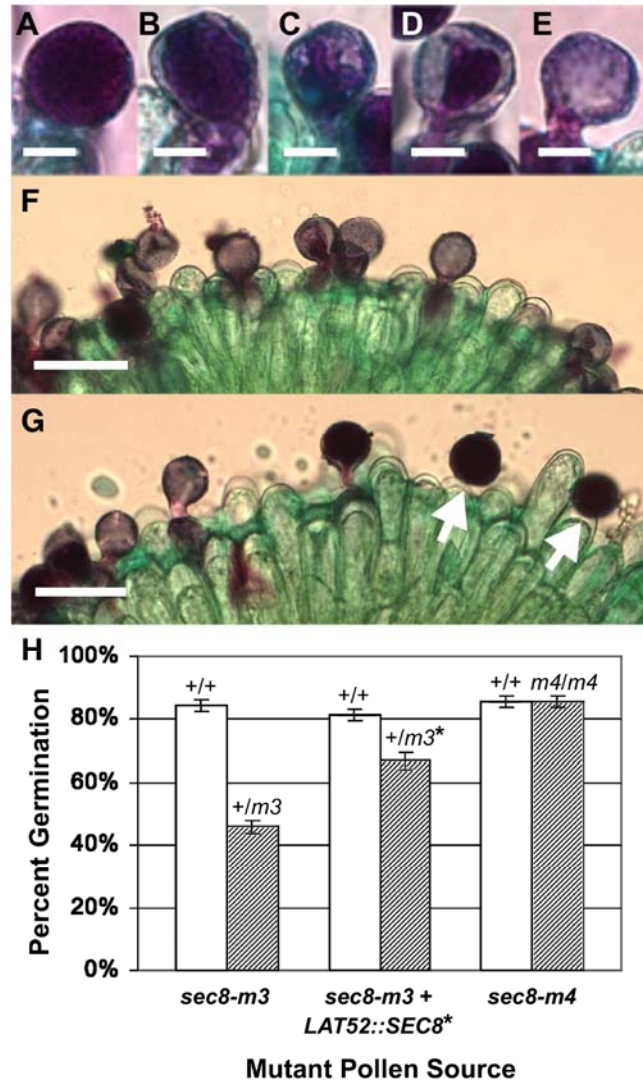 A
B
C
D
E
F
G
H
100%
80%
60%
40%
20%
0%
Percent Germination
+/+
+/m3
+/+
+/m3*
+/+
m4/m4
sec8-m3
sec8-m3 +
LAT52::SEC8*
sec8-m4
Mutant Pollen Source